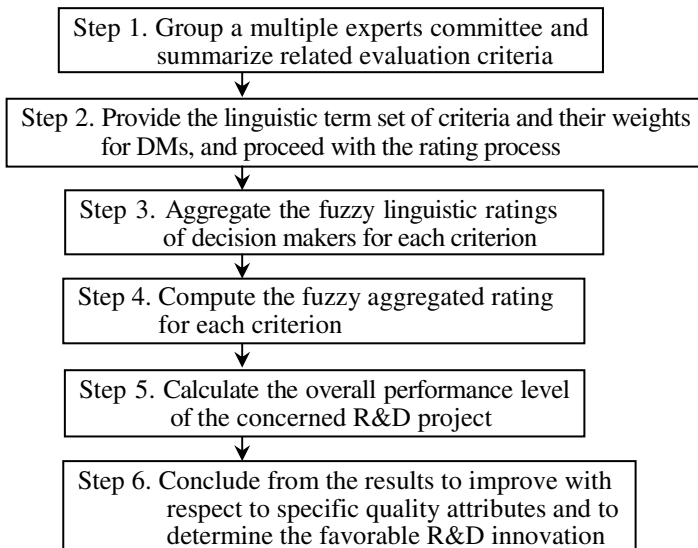 Step 1. Group a multiple experts committee and
summarize related evaluation criteria
Step 2. Provide the linguistic term set of criteria and their weights
for DMs, and proceed with the rating process
Step 3. Aggregate the fuzzy linguistic ratings
of decision makers for each criterion
Step 4. Compute the fuzzy aggregated rating
for each criterion
Step 5. Calculate the overall performance level
of the concerned R&D project
Step 6. Conclude from the results to improve with
respect to specific quality attributes and to
determine the favorable R&D innovation